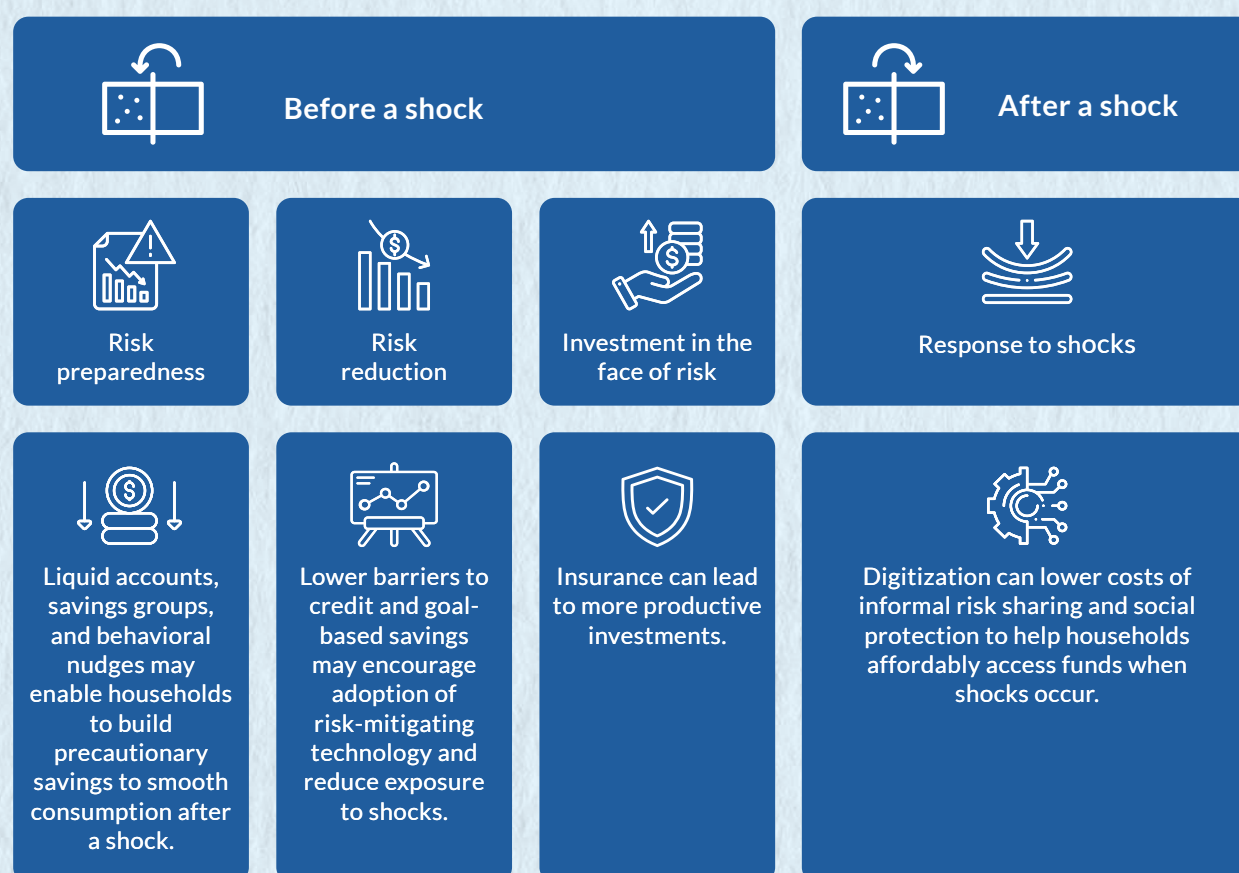 Before a shock
After a shock
Risk
preparedness
Risk
reduction
Investment in the
face of risk
Response to shocks
Liquid accounts,
savings groups,
and behavioral
nudges may
enable households
to build
precautionary
savings to smooth
consumption after
a shock.
Lower barriers to
credit and goal-
based savings
may encourage
adoption of
risk-mitigating
technology and
reduce exposure
to shocks.
Insurance can lead
to more productive
investments.
Digitization can lower costs of
informal risk sharing and social
protection to help households
affordably access funds when
shocks occur.